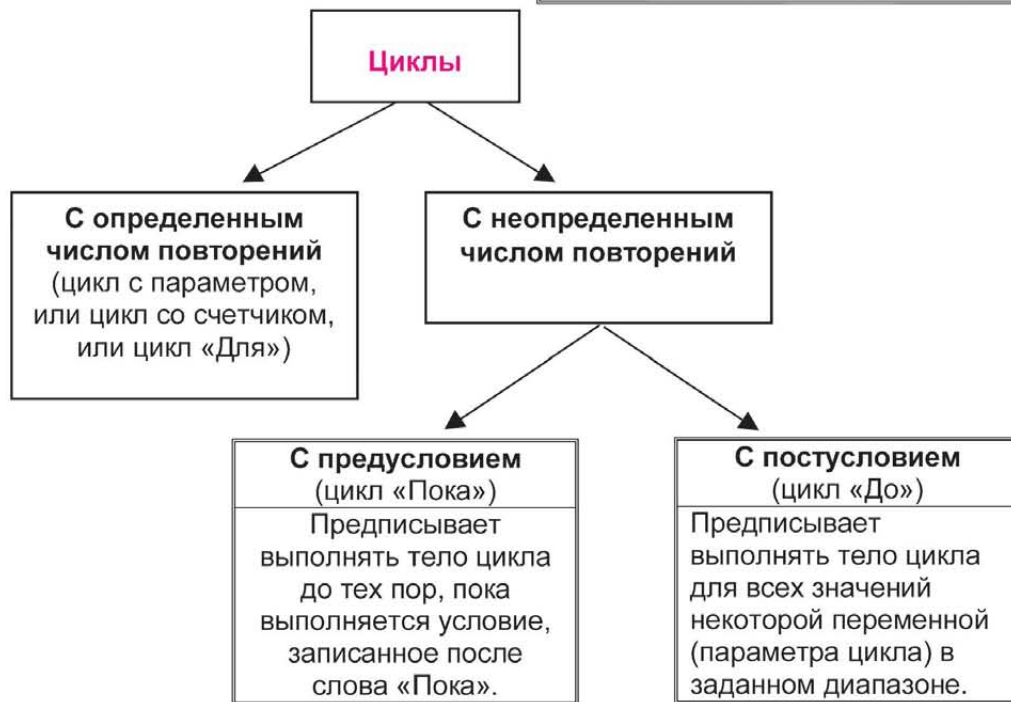 Циклы
С определенным
числом повторений
(цикл с параметром,
или цикл со счетчиком,
или цикл «Для»)
С неопределенным
числом повторений
С предусловием
(цикл «Пока»)
Предписывает
выполнять тело цикла
до тех пор, пока
выполняется условие,
записанное после
слова «Пока».
С постусловием
(цикл «До»)
Предписывает
выполнять тело цикла
для всех значений
некоторой переменной
(параметра цикла) в
заданном диапазоне.